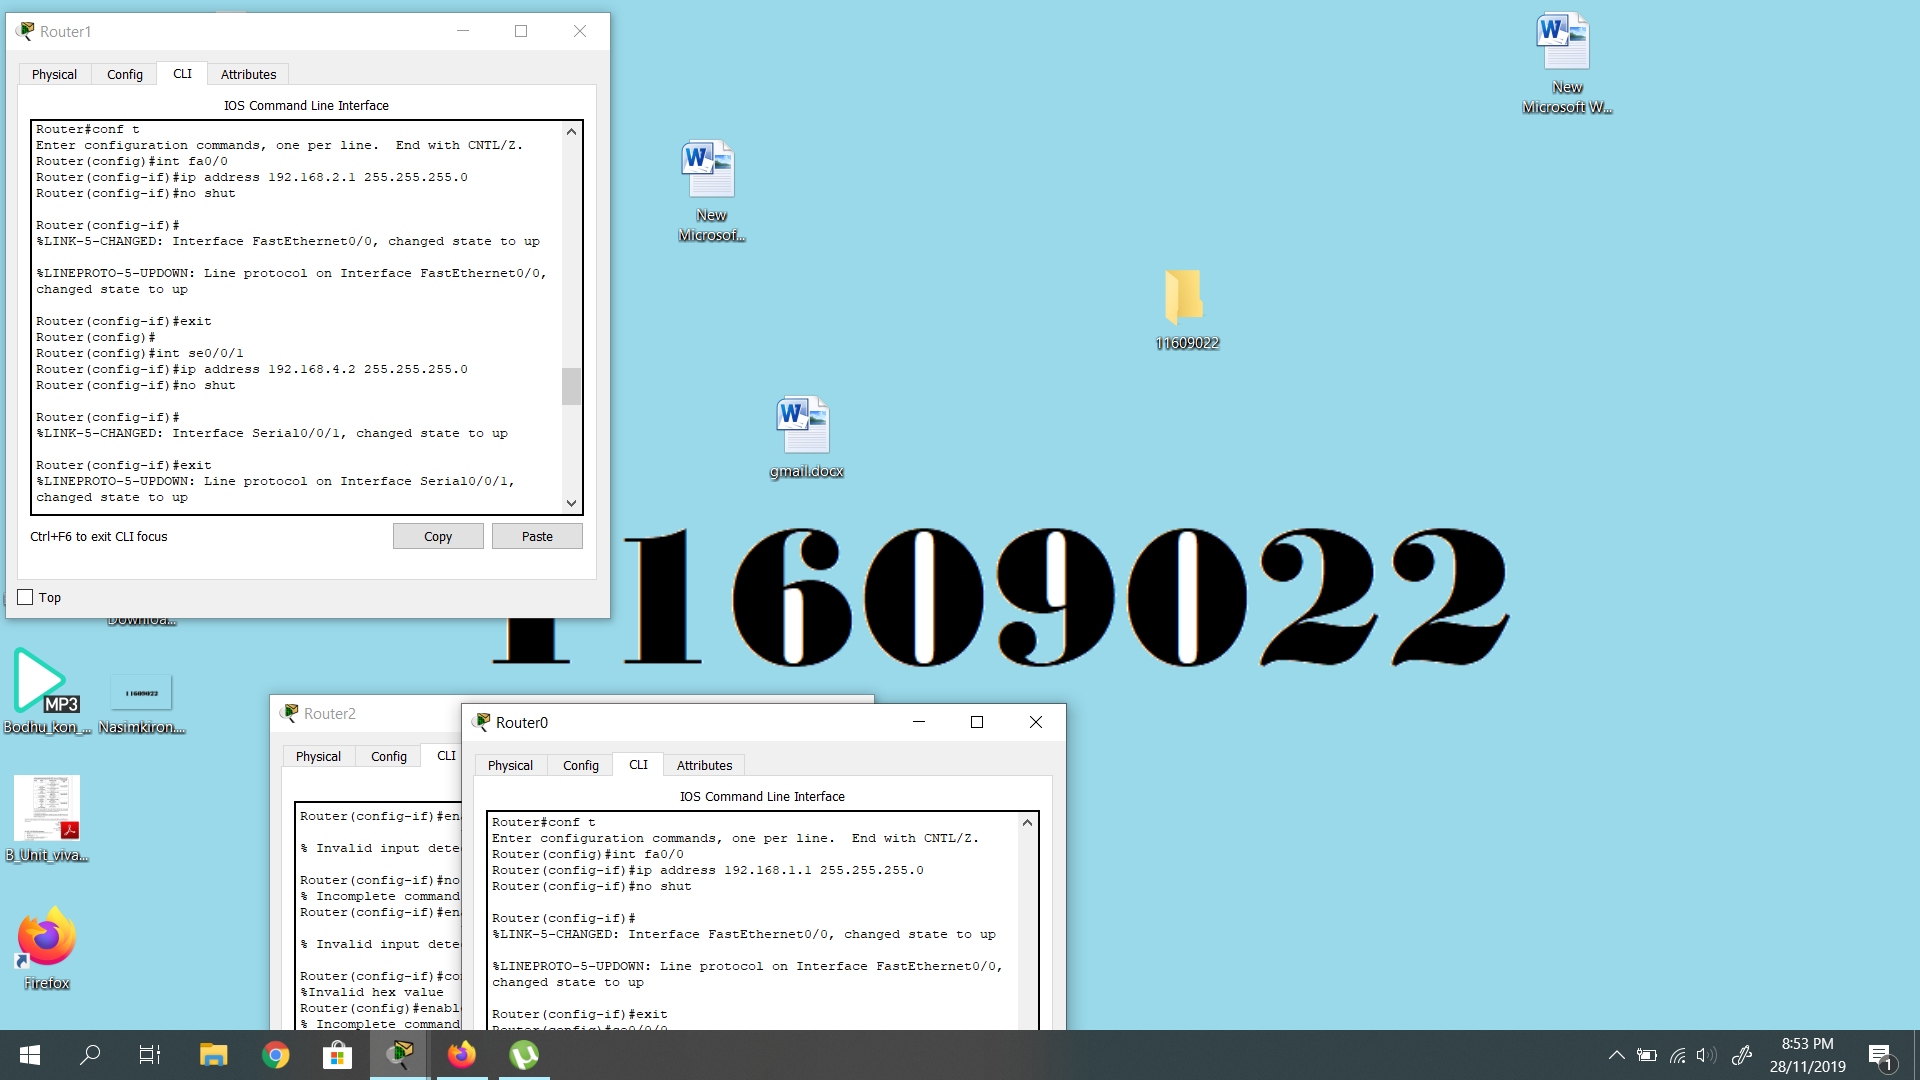 Router1
Physical Config CLI Attributes
IOS Command Line Interface
Router#conf t
Enter configuration commands, one per line.  End with CNTL/Z.
Router(config)#int fa0/0
Router(config-if)#ip address 192.168.2.1 255.255.255.0
Router(config-if)#no shut
Router(config-if)#
%LINK-5-CHANGED: Interface FastEthernet0/0, changed state to up
%LINEPROTO-5-UPDOWN: Line protocol on Interface FastEthernet0/0,
changed state to up
Router(config-if)#exit
Router(config)#
Router(config)#int se0/0/1
Router(config-if)#ip address 192.168.4.2 255.255.255.0
Router(config-if)#no shut
Router(config-if)#
%LINK-5-CHANGED: Interface Serial0/0/1, changed state to up
Router(config-if)#exit
%LINEPROTO-5-UPDOWN: Line protocol on Interface Serial0/0/1,
changed state to up
Ctrl+F6 to exit CLI focus
Copy Paste
Top
New
Microsoft W...
New
Microsof...
11609022
gmail.docx
11609022
Downloa...
MP3
Bodhu_kon_...
11609022
Nasimkiron....
B_Unit_viva...
Firefox
Router2
Physical Config CLI
Router(config-if)#en
% Invalid input dete
Router(config-if)#no
% Incomplete command
Router(config-if)#en
% Invalid input dete
Router(config-if)#co
%Invalid hex value
Router(config)#enabl
% Incomplete command
Router0
Physical Config CLI Attributes
IOS Command Line Interface
Router#conf t
Enter configuration commands, one per line.  End with CNTL/Z.
Router(config)#int fa0/0
Router(config-if)#ip address 192.168.1.1 255.255.255.0
Router(config-if)#no shut
Router(config-if)#
%LINK-5-CHANGED: Interface FastEthernet0/0, changed state to up
%LINEPROTO-5-UPDOWN: Line protocol on Interface FastEthernet0/0,
changed state to up
Router(config-if)#exit
Router(config)#se0/0/0
8:53 PM
28/11/2019
1